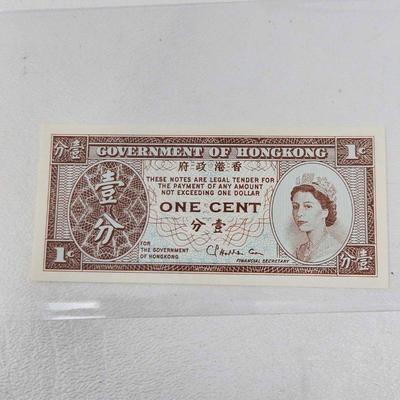 分壹 GOVERNMENT OF HONGKONG 1¢
府政港香
THESE NOTES ARE LEGAL TENDER FOR
THE PAYMENT OF ANY AMOUNT
NOT EXCEEDING ONE DOLLAR
壹分
ONE CENT
分壹
FOR
THE GOVERNMENT
OF HONGKONG
FINANCIAL SECRETARY
1¢ 分壹